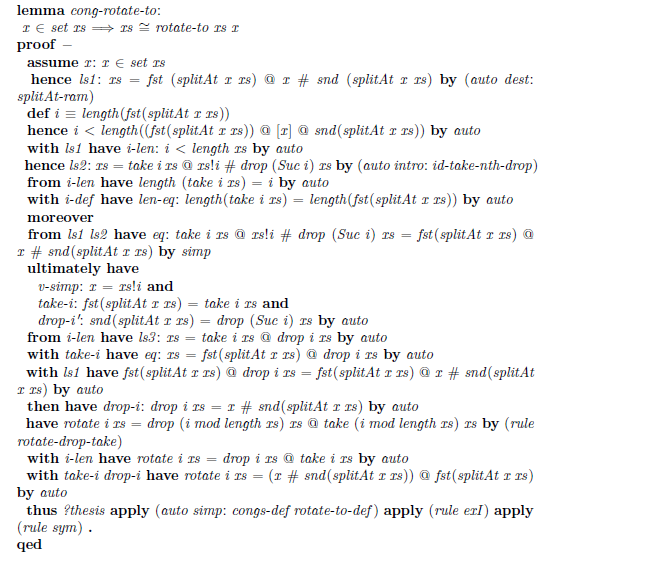 lemma cong-rotate-to:
x ∈ set xs ⟹ xs ≅ rotate-to xs x
proof −
assume x: x ∈ set xs
hence ls1: xs = fst (splitAt x xs) @ x # snd (splitAt x xs) by (auto dest:
splitAt-ram)
def i ≡ length(fst(splitAt x xs))
hence i < length((fst(splitAt x xs)) @ [x] @ snd(splitAt x xs)) by auto
with ls1 have i-len: i < length xs by auto
hence ls2: xs = take i xs @ xs!i # drop (Suc i) xs by (auto intro: id-take-nth-drop)
from i-len have length (take i xs) = i by auto
with i-def have len-eq: length(take i xs) = length(fst(splitAt x xs)) by auto
moreover
from ls1 ls2 have eq: take i xs @ xs!i # drop (Suc i) xs = fst(splitAt x xs) @
x # snd(splitAt x xs) by simp
ultimately have
v-simp: x = xs!i and
take-i: fst(splitAt x xs) = take i xs and
drop-i': snd(splitAt x xs) = drop (Suc i) xs by auto
from i-len have ls3: xs = take i xs @ drop i xs by auto
with take-i have eq: xs = fst(splitAt x xs) @ drop i xs by auto
with ls1 have fst(splitAt x xs) @ drop i xs = fst(splitAt x xs) @ x # snd(splitAt
x xs) by auto
then have drop-i: drop i xs = x # snd(splitAt x xs) by auto
have rotate i xs = drop (i mod length xs) xs @ take (i mod length xs) xs by (rule
rotate-drop-take)
with i-len have rotate i xs = drop i xs @ take i xs by auto
with take-i drop-i have rotate i xs = (x # snd(splitAt x xs)) @ fst(splitAt x xs)
by auto
thus ?thesis apply (auto simp: congs-def rotate-to-def) apply (rule exI) apply
(rule sym) .
qed